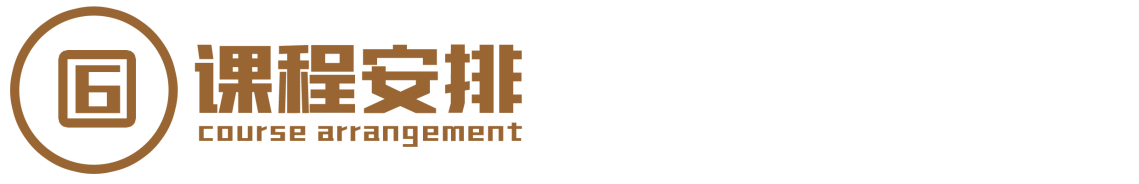 6
课程安排
course arrangement